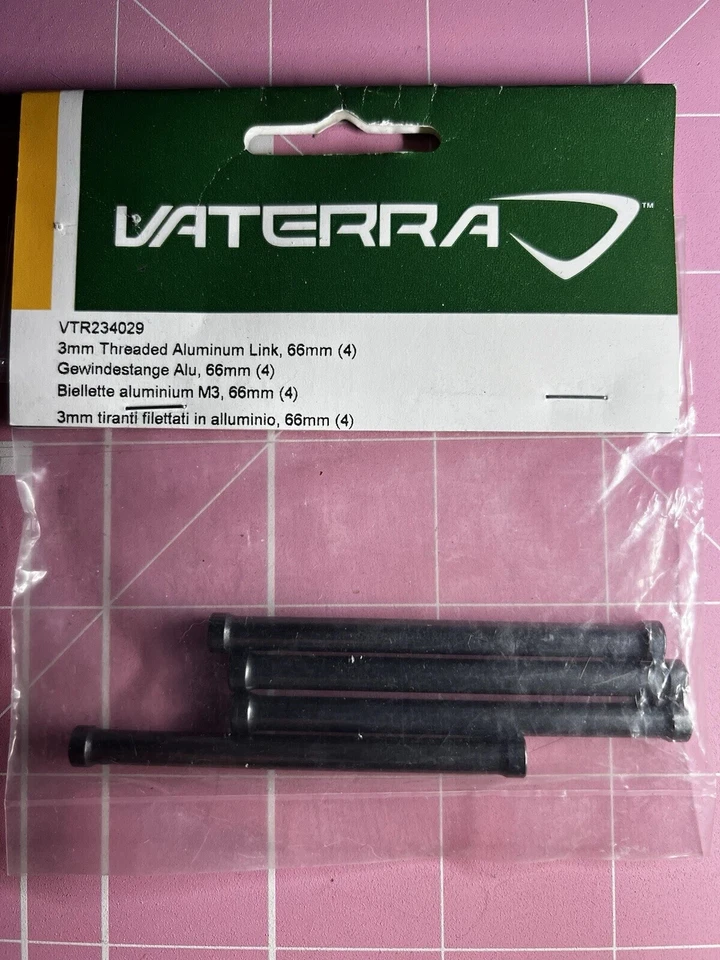 VATERRA™
VTR234029
3mm Threaded Aluminum Link, 66mm (4)
Gewindestange Alu, 66mm (4)
Biellette aluminium M3, 66mm (4)
3mm tiranti filettati in alluminio, 66mm (4)